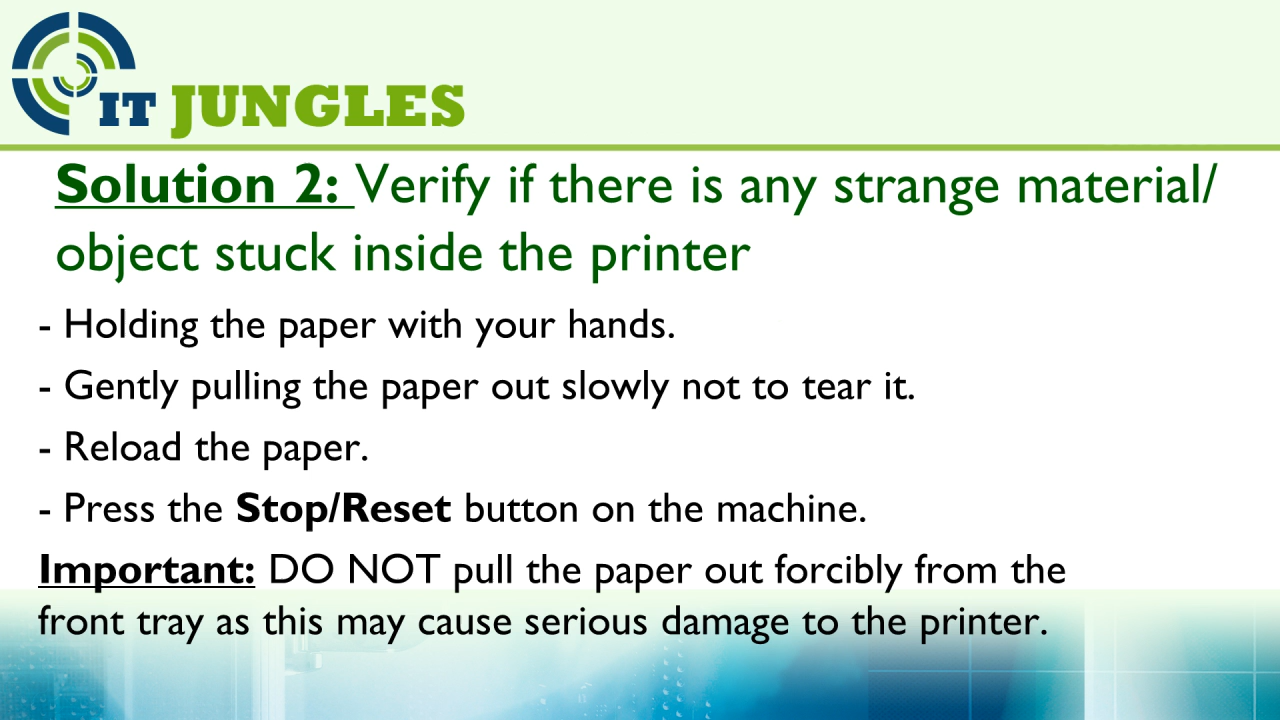 IT JUNGLES
Solution 2: Verify if there is any strange material/
object stuck inside the printer
- Holding the paper with your hands.
- Gently pulling the paper out slowly not to tear it.
- Reload the paper.
- Press the Stop/Reset button on the machine.
Important: DO NOT pull the paper out forcibly from the
front tray as this may cause serious damage to the printer.